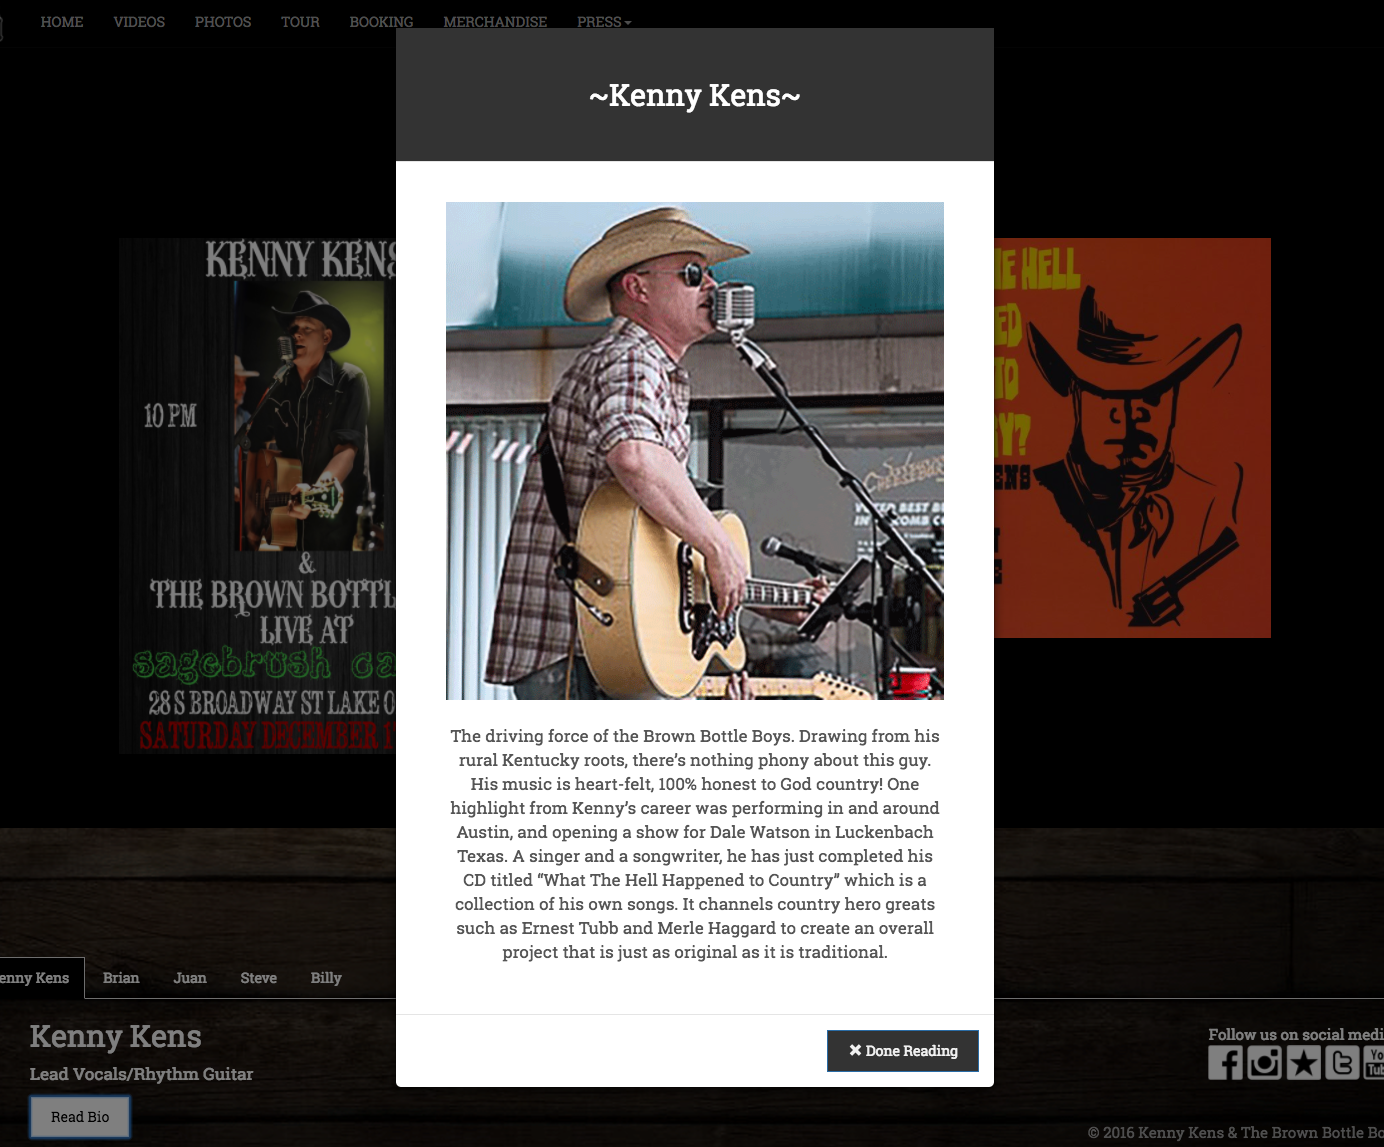 HOME VIDEOS PHOTOS TOUR BOOKING MERCHANDISE PRESS
~Kenny Kens~
KENNY KENS
10 PM
&
THE BROWN BOTTL
LIVE AT
sagebrush ca
28 S BROADWAY ST LAKE O
SATURDAY DECEMBER 1
HELL
ED
TO
Y?
ENS
VOTED BEST B
The driving force of the Brown Bottle Boys. Drawing from his
rural Kentucky roots, there’s nothing phony about this guy.
His music is heart-felt, 100% honest to God country! One
highlight from Kenny’s career was performing in and around
Austin, and opening a show for Dale Watson in Luckenbach
Texas. A singer and a songwriter, he has just completed his
CD titled “What The Hell Happened to Country” which is a
collection of his own songs. It channels country hero greats
such as Ernest Tubb and Merle Haggard to create an overall
project that is just as original as it is traditional.
✖ Done Reading
enny Kens Brian Juan Steve Billy
Kenny Kens
Lead Vocals/Rhythm Guitar
Read Bio
Follow us on social medi
Yo
Tub
© 2016 Kenny Kens & The Brown Bottle Bo